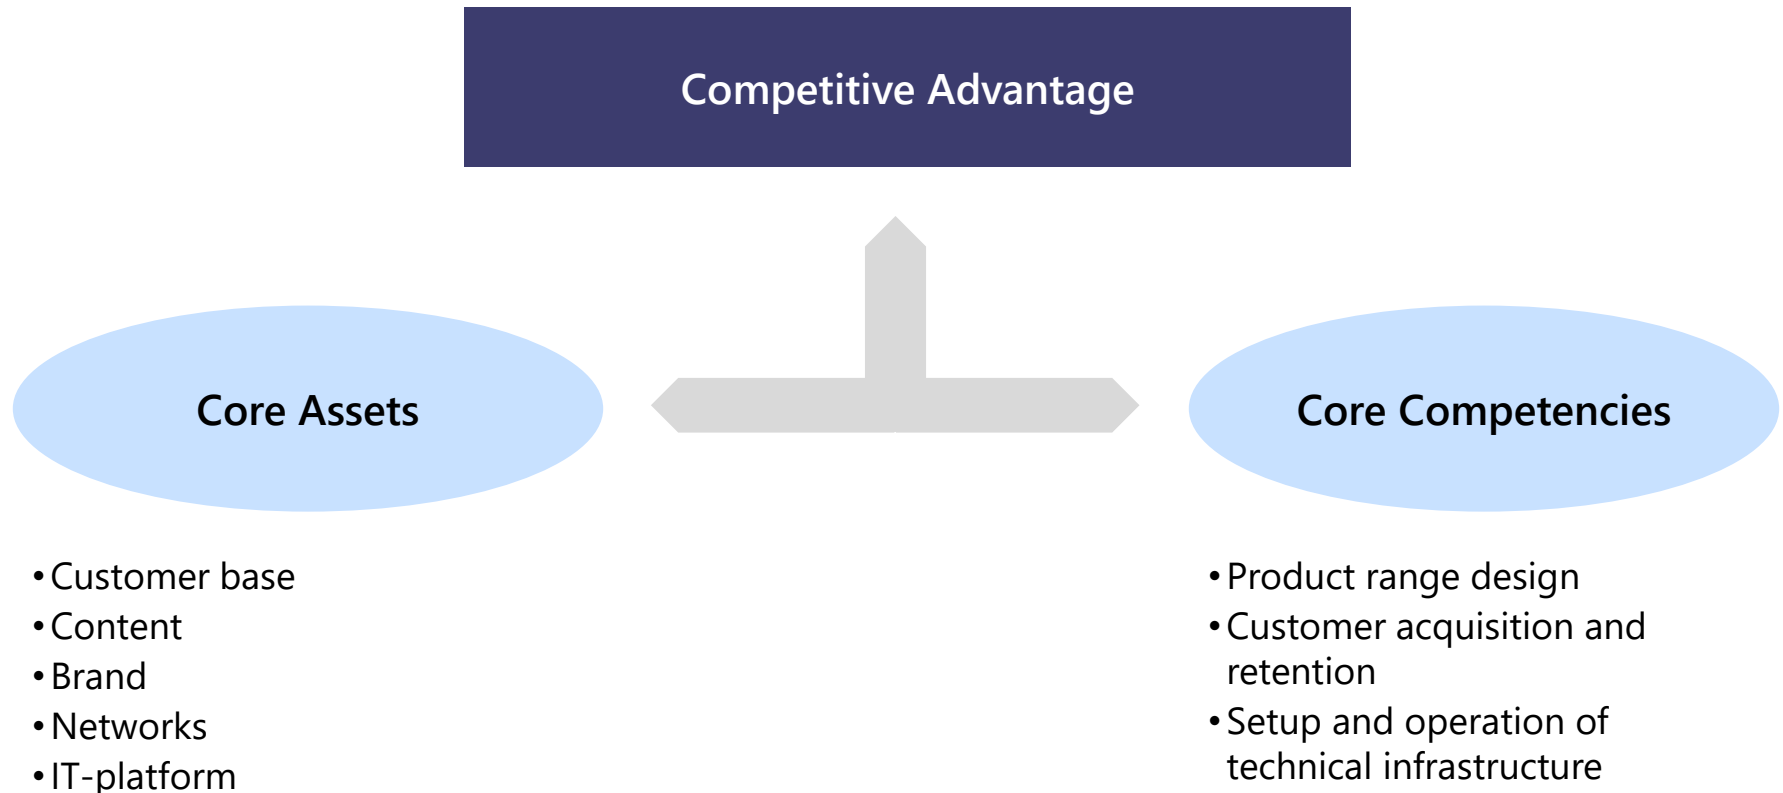 Competitive Advantage
Core Assets
Core Competencies
• Customer base
• Content
• Brand
• Networks
• IT-platform
• Product range design
• Customer acquisition and
retention
• Setup and operation of
technical infrastructure